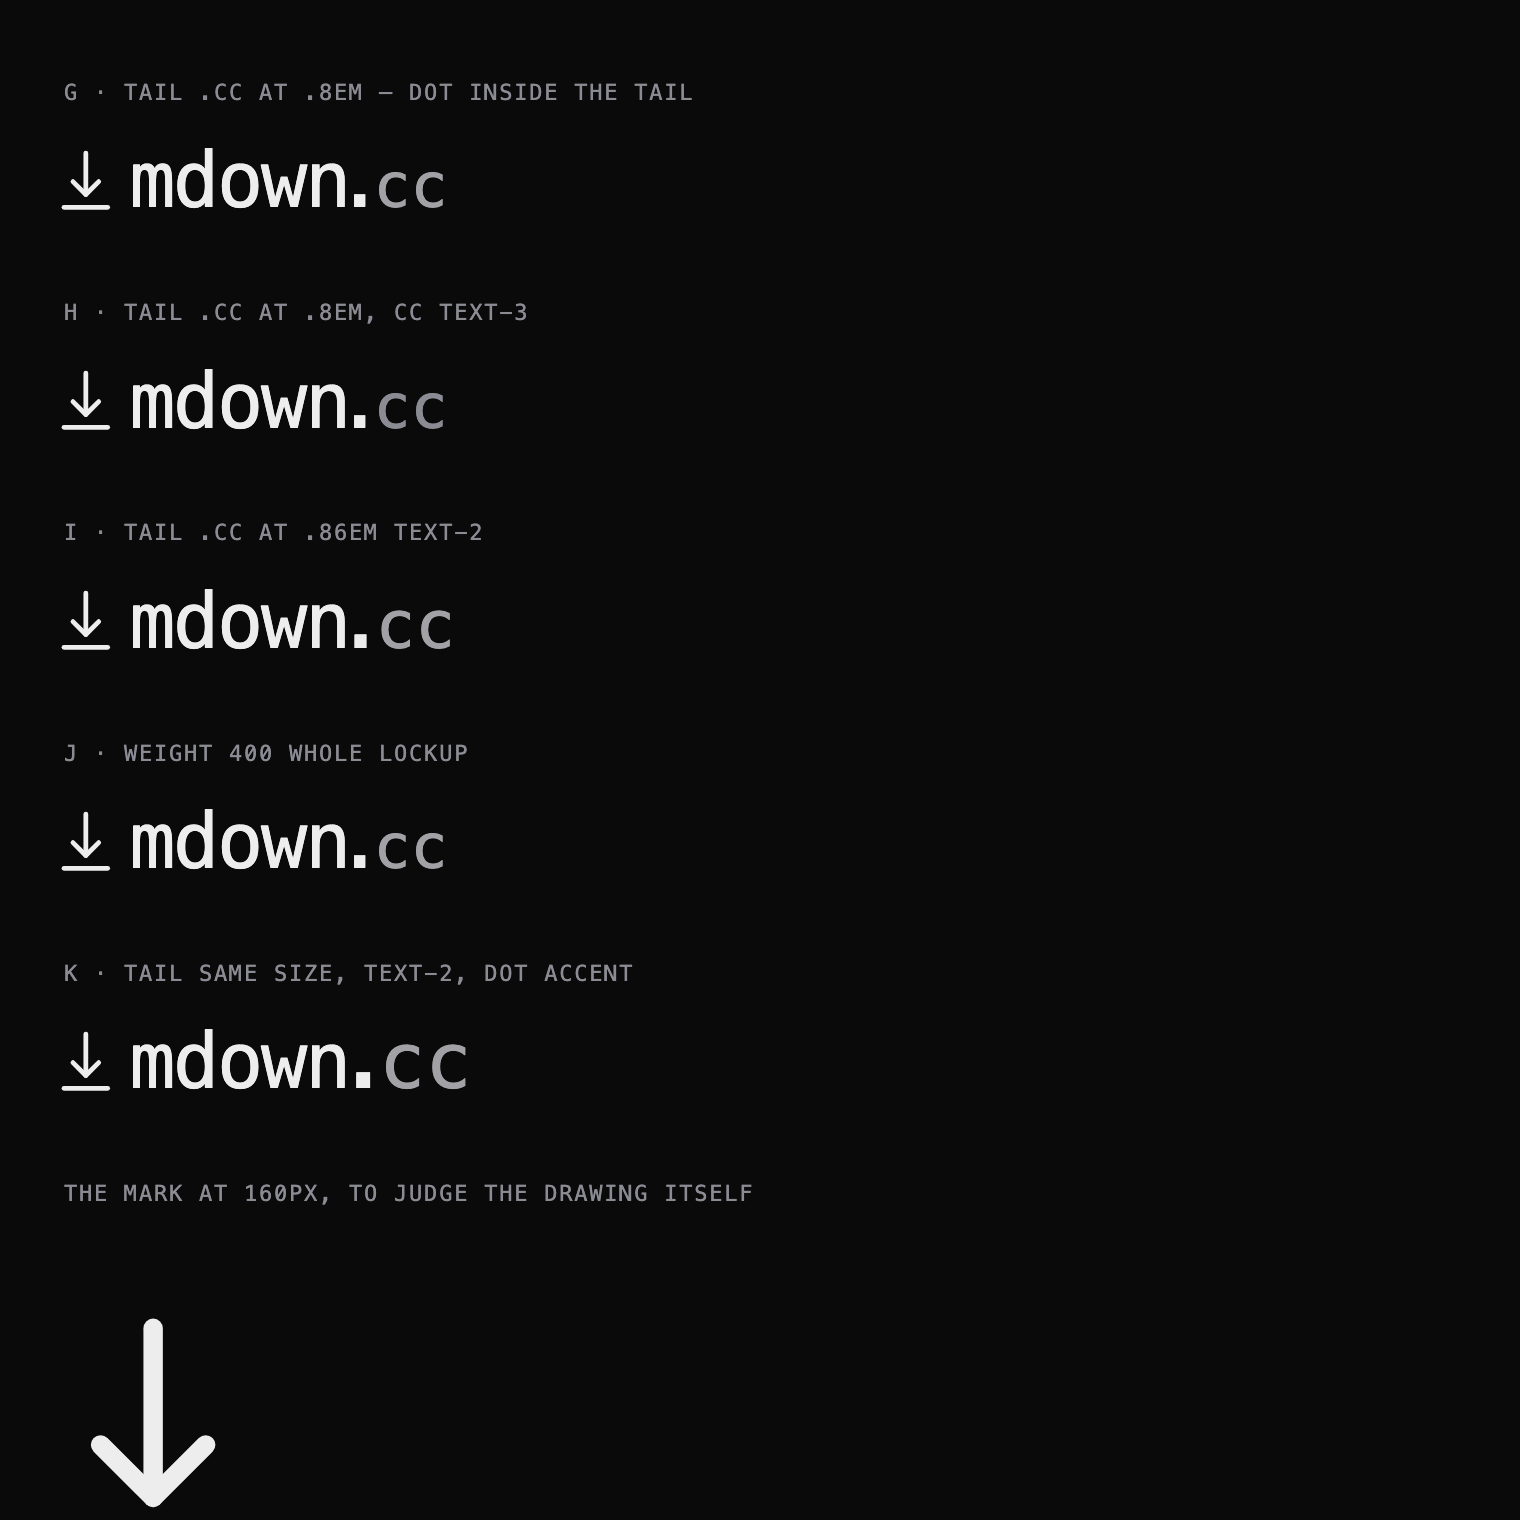 G · TAIL .CC AT .8EM — DOT INSIDE THE TAIL
mdown.cc
H · TAIL .CC AT .8EM, CC TEXT-3
mdown.cc
I · TAIL .CC AT .86EM TEXT-2
mdown.cc
J · WEIGHT 400 WHOLE LOCKUP
mdown.cc
K · TAIL SAME SIZE, TEXT-2, DOT ACCENT
mdown.cc
THE MARK AT 160PX, TO JUDGE THE DRAWING ITSELF